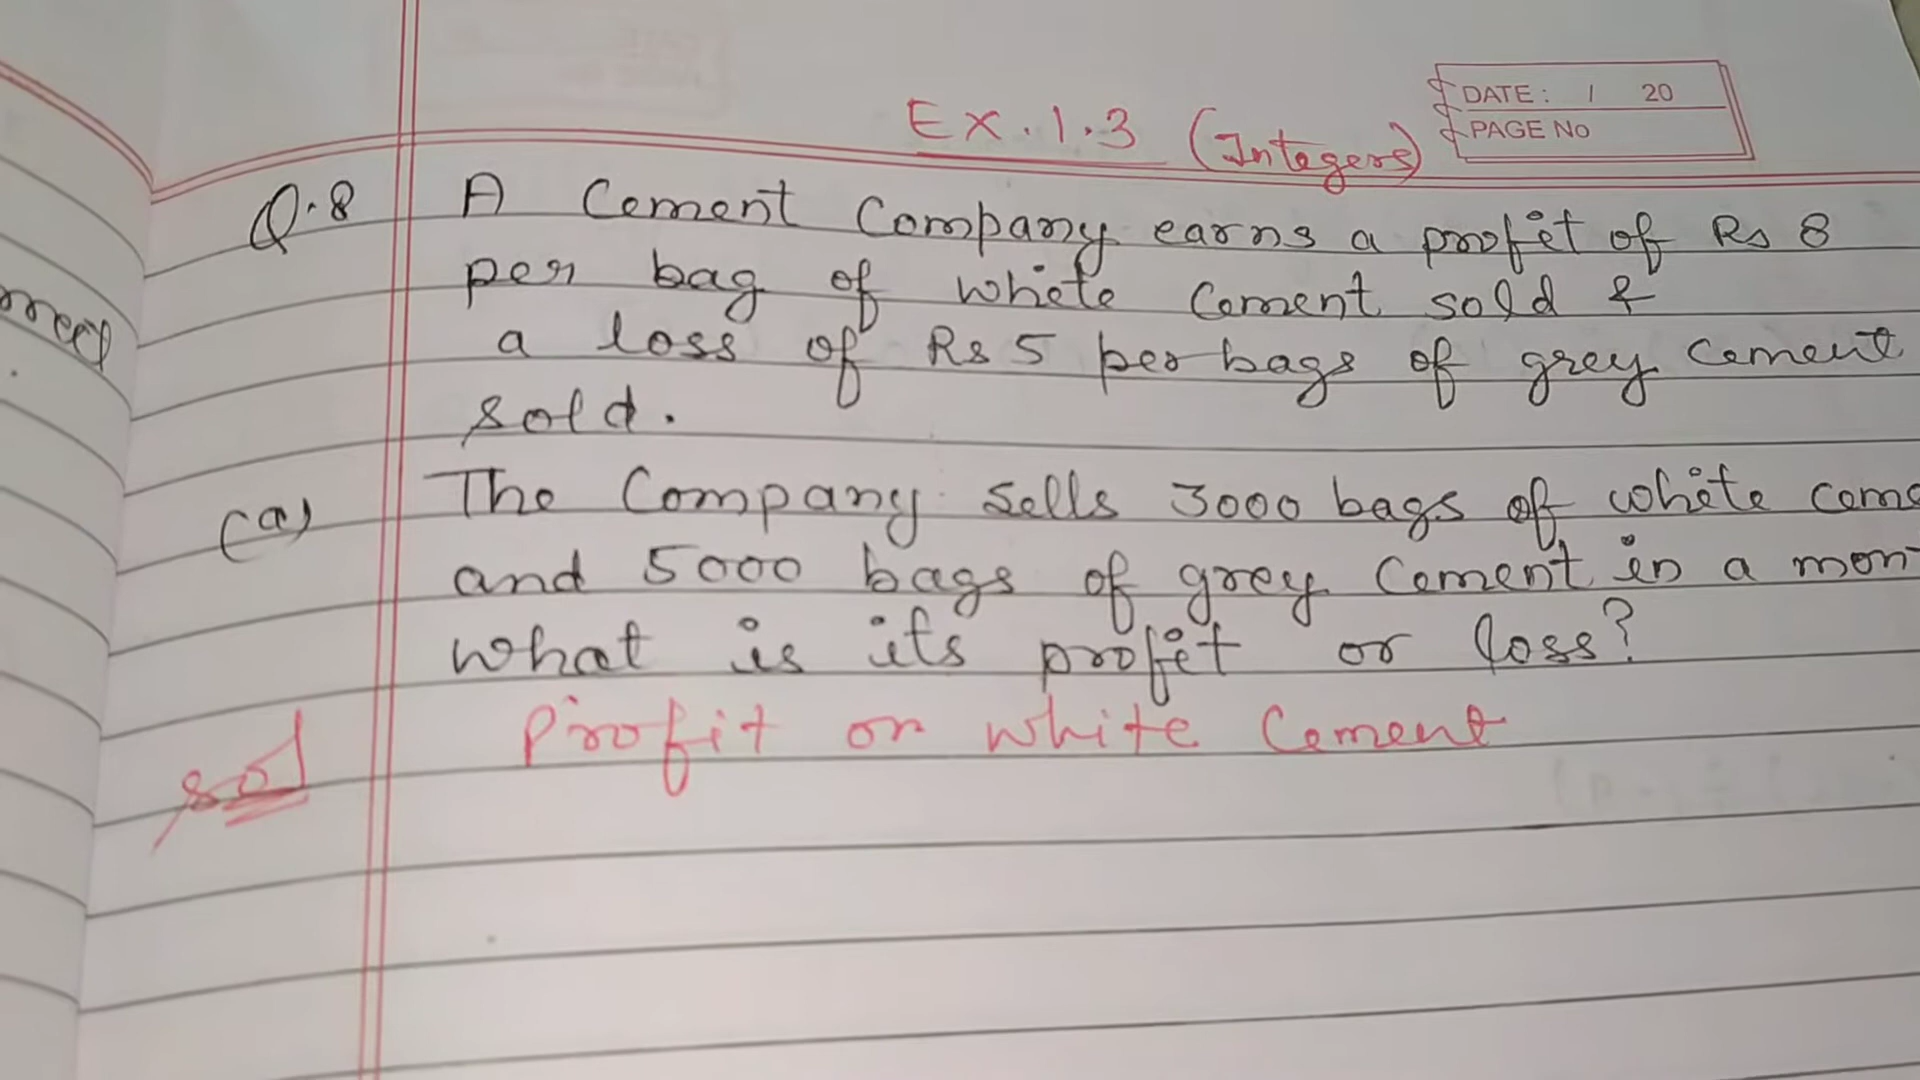 DATE: / 20
PAGE NO
Ex. 1.3 (Integers)
Q.8 A Cement Company earns a profit of Rs 8
per bag of white Cement sold &
a loss of Rs 5 per bags of grey Cement
sold.
(a) The Company sells 3000 bags of white ceme
and 5000 bags of grey Cement in a mon
what is its profit or loss?
sol Profit on white Cement